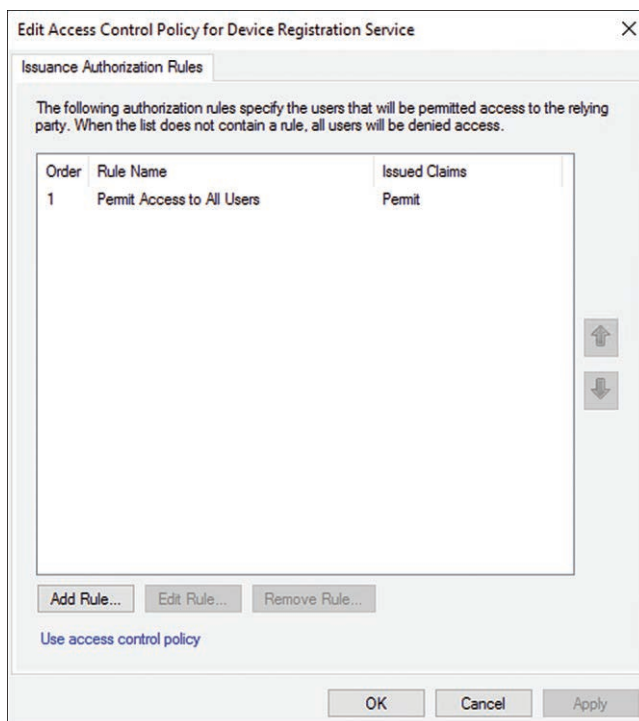 Edit Access Control Policy for Device Registration Service
Issuance Authorization Rules
The following authorization rules specify the users that will be permitted access to the relying
party. When the list does not contain a rule, all users will be denied access.
Order Rule Name Issued Claims
1 Permit Access to All Users Permit
Add Rule... Edit Rule... Remove Rule...
Use access control policy
OK Cancel Apply